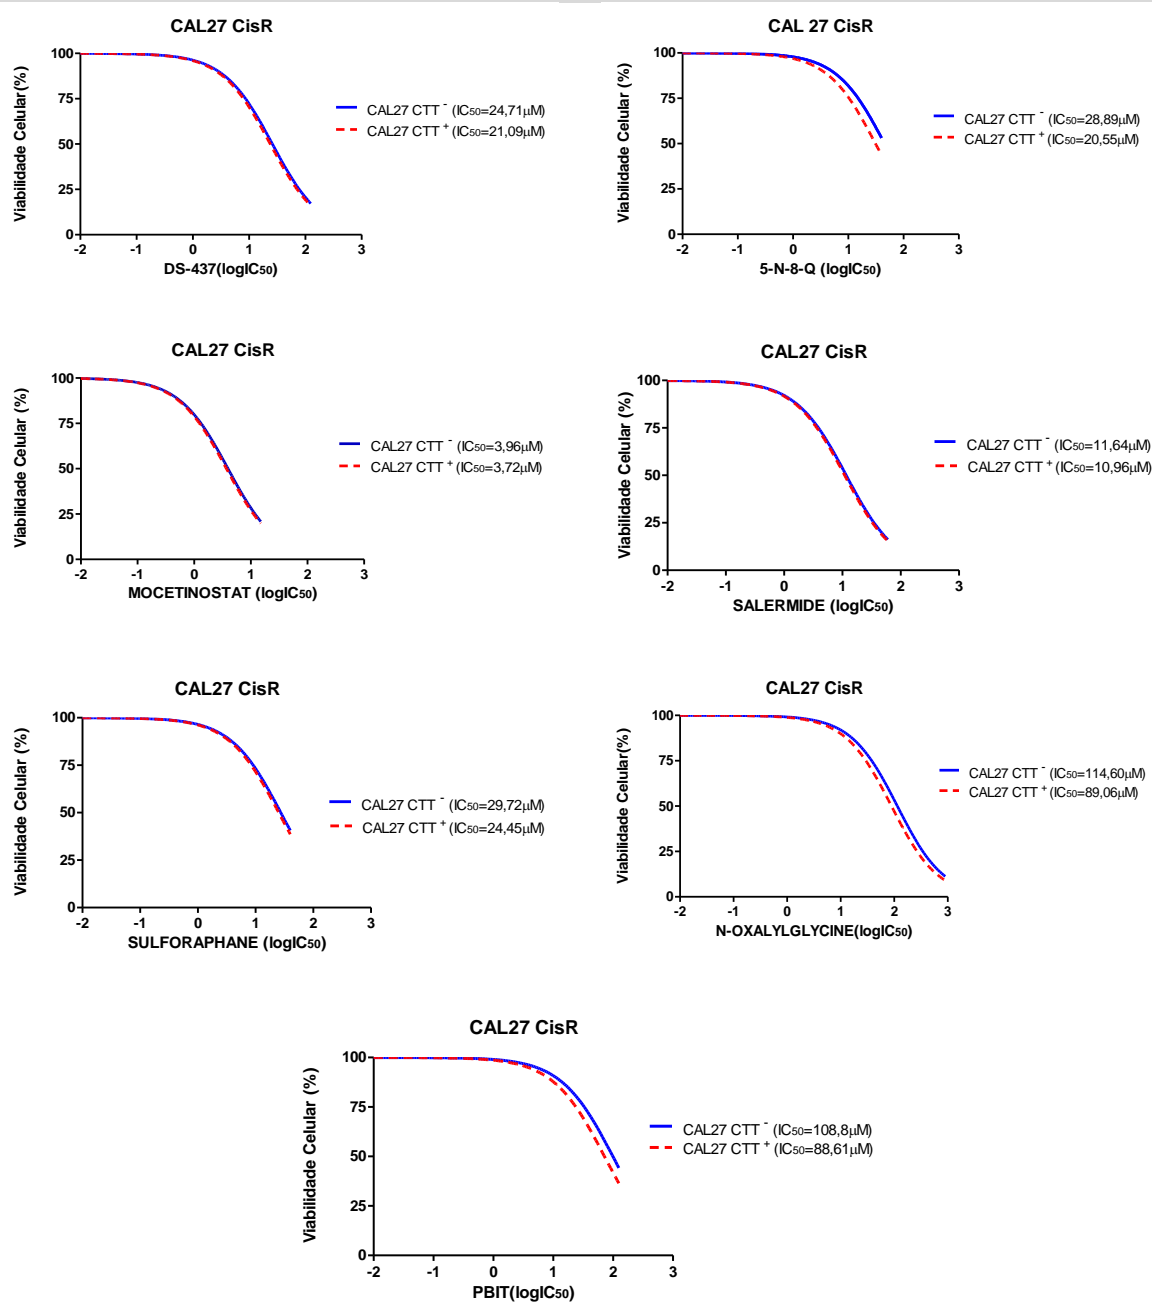 CAL27 CisR
Viabilidade Celular(%)
100
75
50
25
0
-2 -1 0 1 2 3
DS-437(logIC50)
CAL27 CTT - (IC50=24,71µM)
CAL27 CTT + (IC50=21,09µM)
CAL 27 CisR
Viabilidade Celular (%)
100
75
50
25
0
-2 -1 0 1 2 3
5-N-8-Q (logIC50)
CAL27 CTT - (IC50=28,89µM)
CAL27 CTT + (IC50=20,55µM)
CAL27 CisR
Viabilidade Celular (%)
100
75
50
25
0
-2 -1 0 1 2 3
MOCETINOSTAT (logIC50)
CAL27 CTT - (IC50=3,96µM)
CAL27 CTT + (IC50=3,72µM)
CAL27 CisR
Viabilidade Celular (%)
100
75
50
25
0
-2 -1 0 1 2 3
SALERMIDE (logIC50)
CAL27 CTT - (IC50=11,64µM)
CAL27 CTT + (IC50=10,96µM)
CAL27 CisR
Viabilidade Celular (%)
100
75
50
25
0
-2 -1 0 1 2 3
SULFORAPHANE (logIC50)
CAL27 CTT - (IC50=29,72µM)
CAL27 CTT + (IC50=24,45µM)
CAL27 CisR
Viabilidade Celular(%)
100
75
50
25
0
-2 -1 0 1 2 3
N-OXALYLGLYCINE(logIC50)
CAL27 CTT - (IC50=114,60µM)
CAL27 CTT + (IC50=89,06µM)
CAL27 CisR
Viabilidade Celular (%)
100
75
50
25
0
-2 -1 0 1 2 3
PBIT(logIC50)
CAL27 CTT - (IC50=108,8µM)
CAL27 CTT + (IC50=88,61µM)